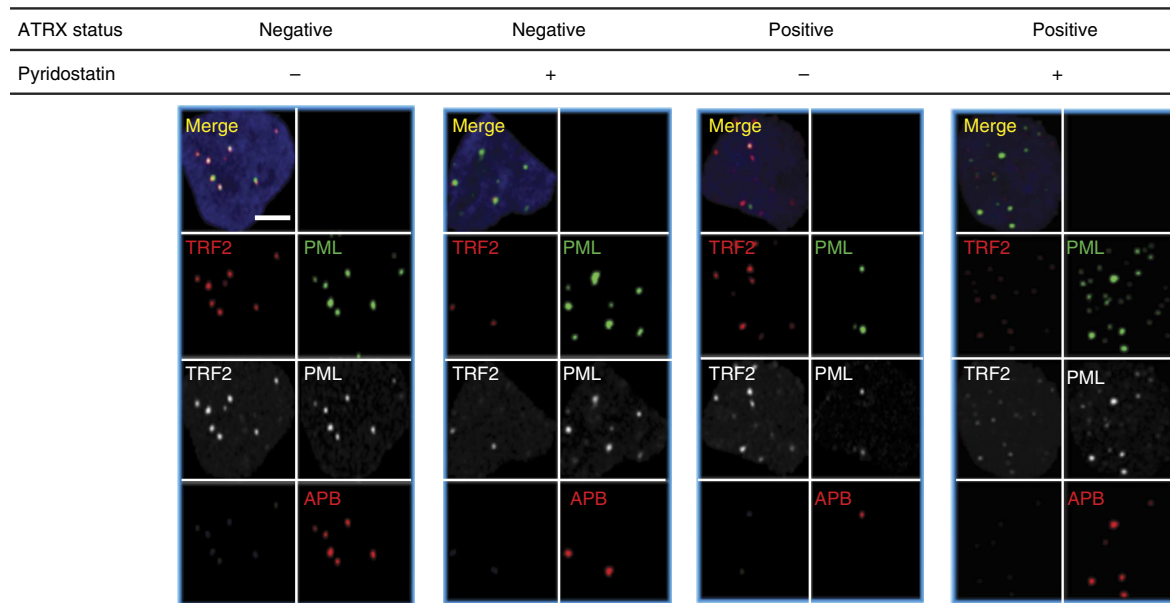 ATRX status Negative Negative Positive Positive
Pyridostatin – + – +
Merge Merge Merge Merge
TRF2 PML TRF2 PML TRF2 PML TRF2 PML
TRF2 PML TRF2 PML TRF2 PML TRF2 PML
APB APB APB APB